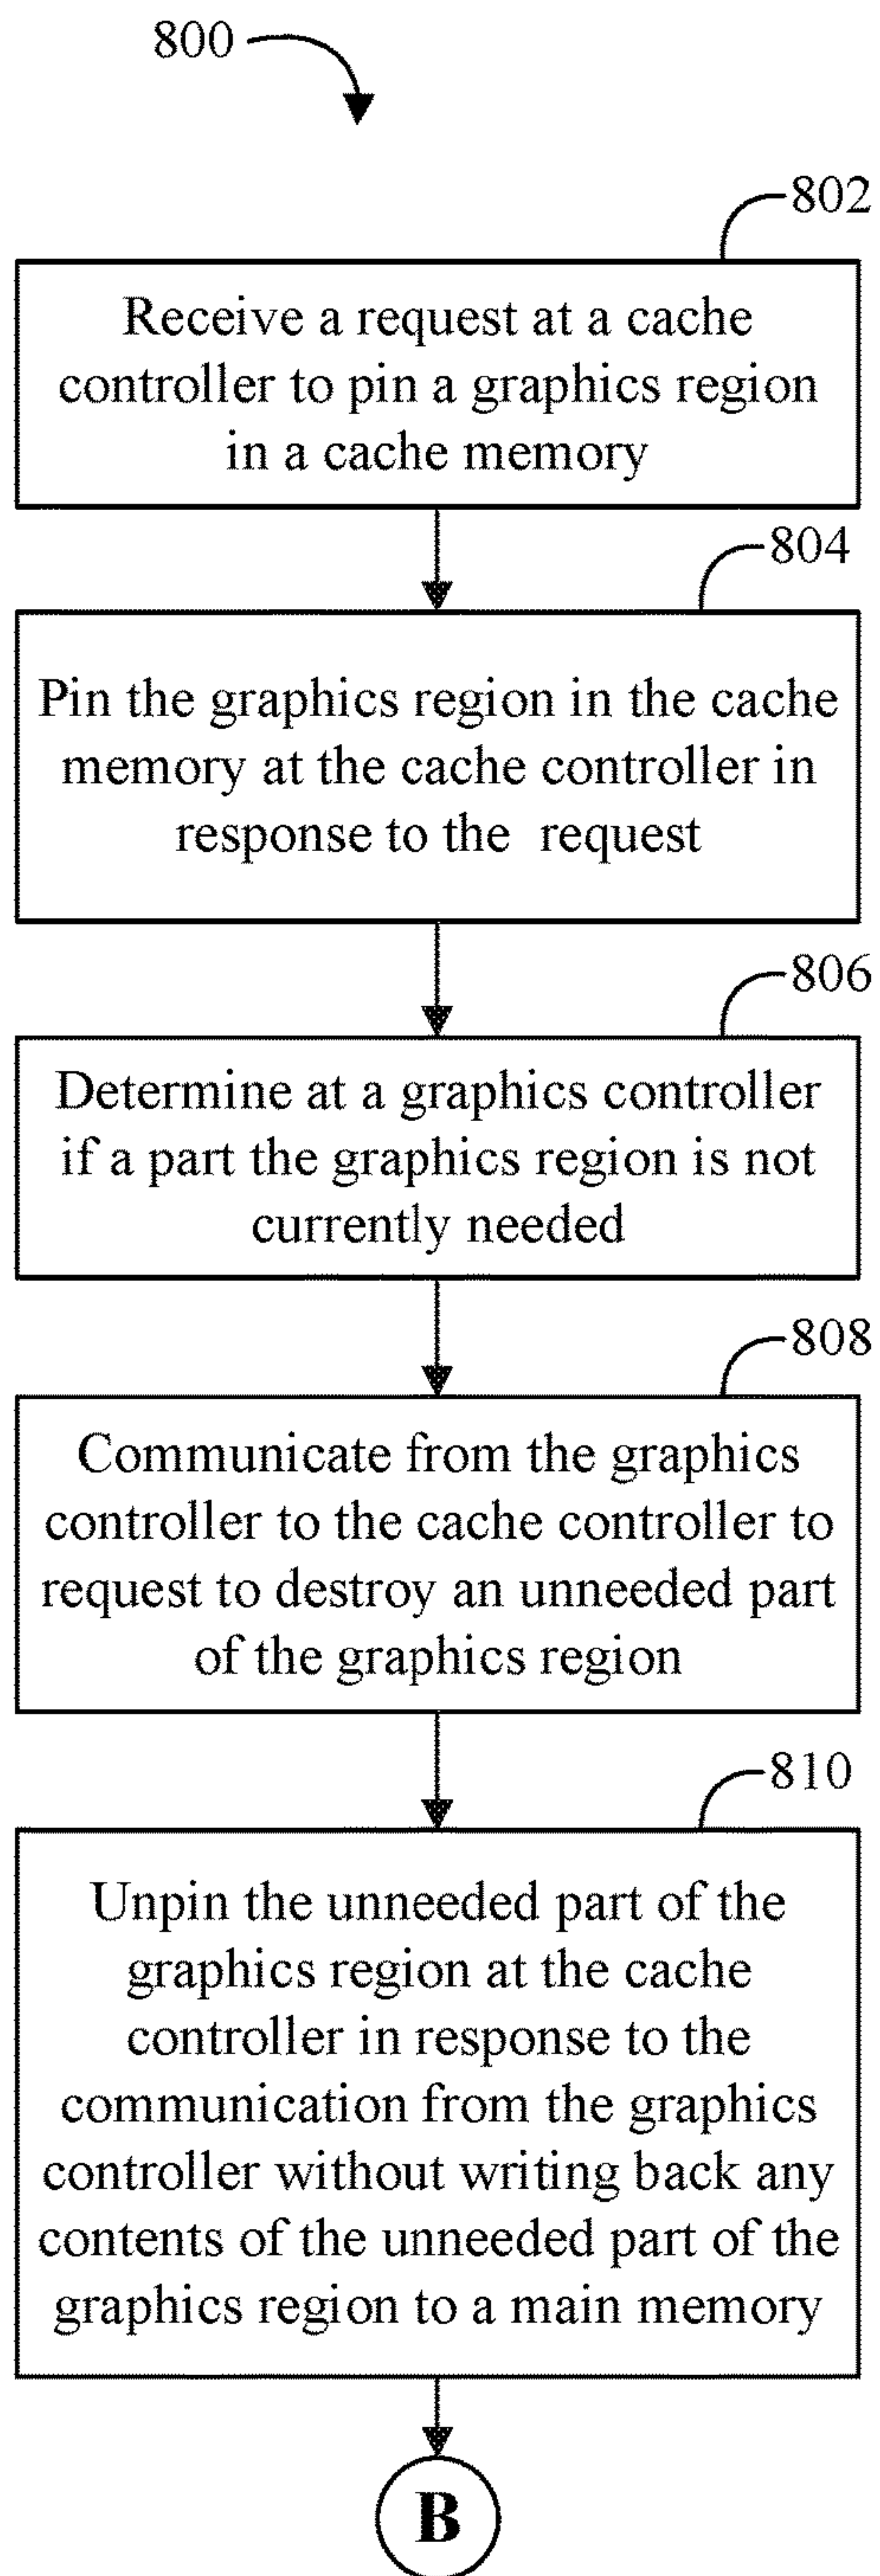 800
802
Receive a request at a cache
controller to pin a graphics region
in a cache memory
804
Pin the graphics region in the cache
memory at the cache controller in
response to the request
806
Determine at a graphics controller
if a part the graphics region is not
currently needed
808
Communicate from the graphics
controller to the cache controller to
request to destroy an unneeded part
of the graphics region
810
Unpin the unneeded part of the
graphics region at the cache
controller in response to the
communication from the graphics
controller without writing back any
contents of the unneeded part of the
graphics region to a main memory
B